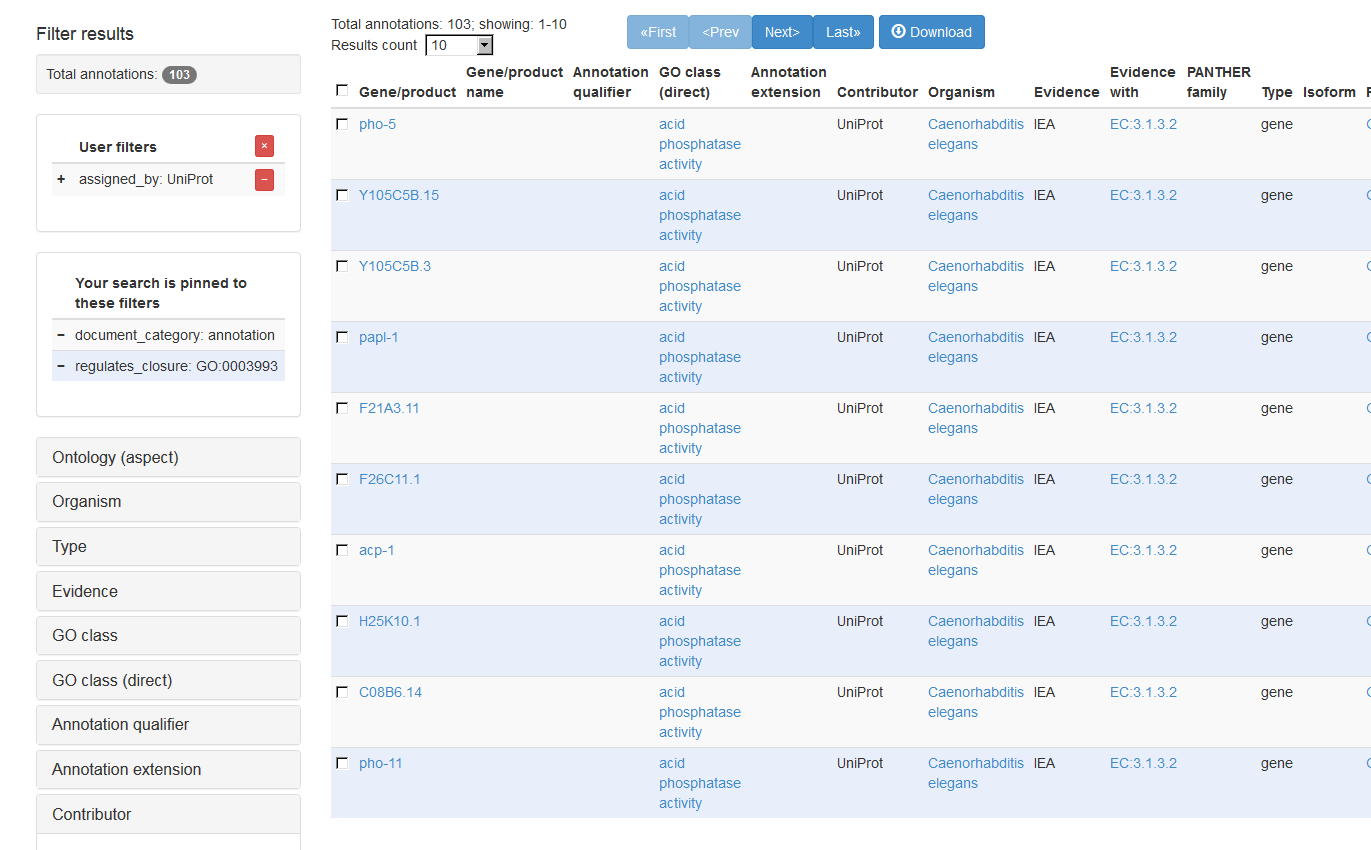 Filter results
Total annotations: 103
User filters ×
+ assigned_by: UniProt −
Your search is pinned to
these filters
− document_category: annotation
− regulates_closure: GO:0003993
Ontology (aspect)
Organism
Type
Evidence
GO class
GO class (direct)
Annotation qualifier
Annotation extension
Contributor
Total annotations: 103; showing: 1-10
Results count 10
«First <Prev Next> Last» Download
Gene/product Gene/product name Annotation qualifier GO class (direct) Annotation extension Contributor Organism Evidence Evidence with PANTHER family Type Isoform
pho-5 acid UniProt Caenorhabditis IEA EC:3.1.3.2 gene
phosphatase elegans
activity
Y105C5B.15 acid UniProt Caenorhabditis IEA EC:3.1.3.2 gene
phosphatase elegans
activity
Y105C5B.3 acid UniProt Caenorhabditis IEA EC:3.1.3.2 gene
phosphatase elegans
activity
papl-1 acid UniProt Caenorhabditis IEA EC:3.1.3.2 gene
phosphatase elegans
activity
F21A3.11 acid UniProt Caenorhabditis IEA EC:3.1.3.2 gene
phosphatase elegans
activity
F26C11.1 acid UniProt Caenorhabditis IEA EC:3.1.3.2 gene
phosphatase elegans
activity
acp-1 acid UniProt Caenorhabditis IEA EC:3.1.3.2 gene
phosphatase elegans
activity
H25K10.1 acid UniProt Caenorhabditis IEA EC:3.1.3.2 gene
phosphatase elegans
activity
C08B6.14 acid UniProt Caenorhabditis IEA EC:3.1.3.2 gene
phosphatase elegans
activity
pho-11 acid UniProt Caenorhabditis IEA EC:3.1.3.2 gene
phosphatase elegans
activity